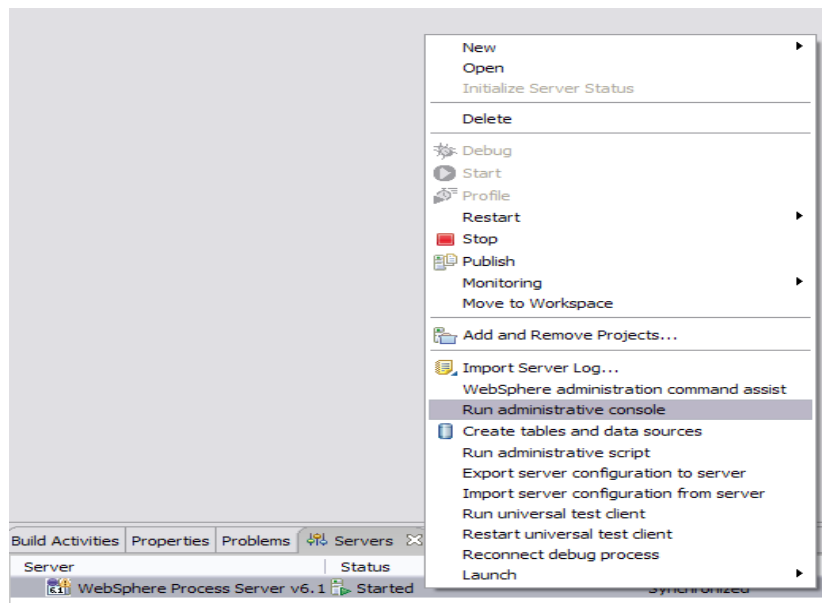 New
Open
Initialize Server Status
Delete
Debug
Start
Profile
Restart
Stop
Publish
Monitoring
Move to Workspace
Add and Remove Projects...
Import Server Log...
WebSphere administration command assist
Run administrative console
Create tables and data sources
Run administrative script
Export server configuration to server
Import server configuration from server
Run universal test client
Restart universal test client
Reconnect debug process
Launch
Build Activities Properties Problems Servers
Server Status
6.1 WebSphere Process Server v6.1 Started Synchronized